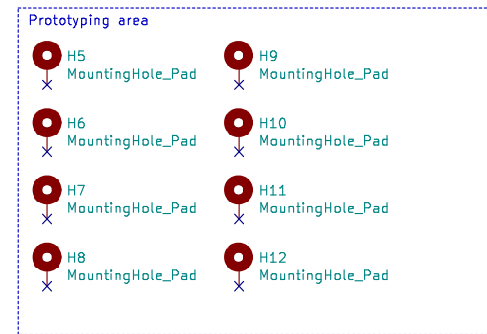 Prototyping area
H5
MountingHole_Pad
H9
MountingHole_Pad
H6
MountingHole_Pad
H10
MountingHole_Pad
H7
MountingHole_Pad
H11
MountingHole_Pad
H8
MountingHole_Pad
H12
MountingHole_Pad